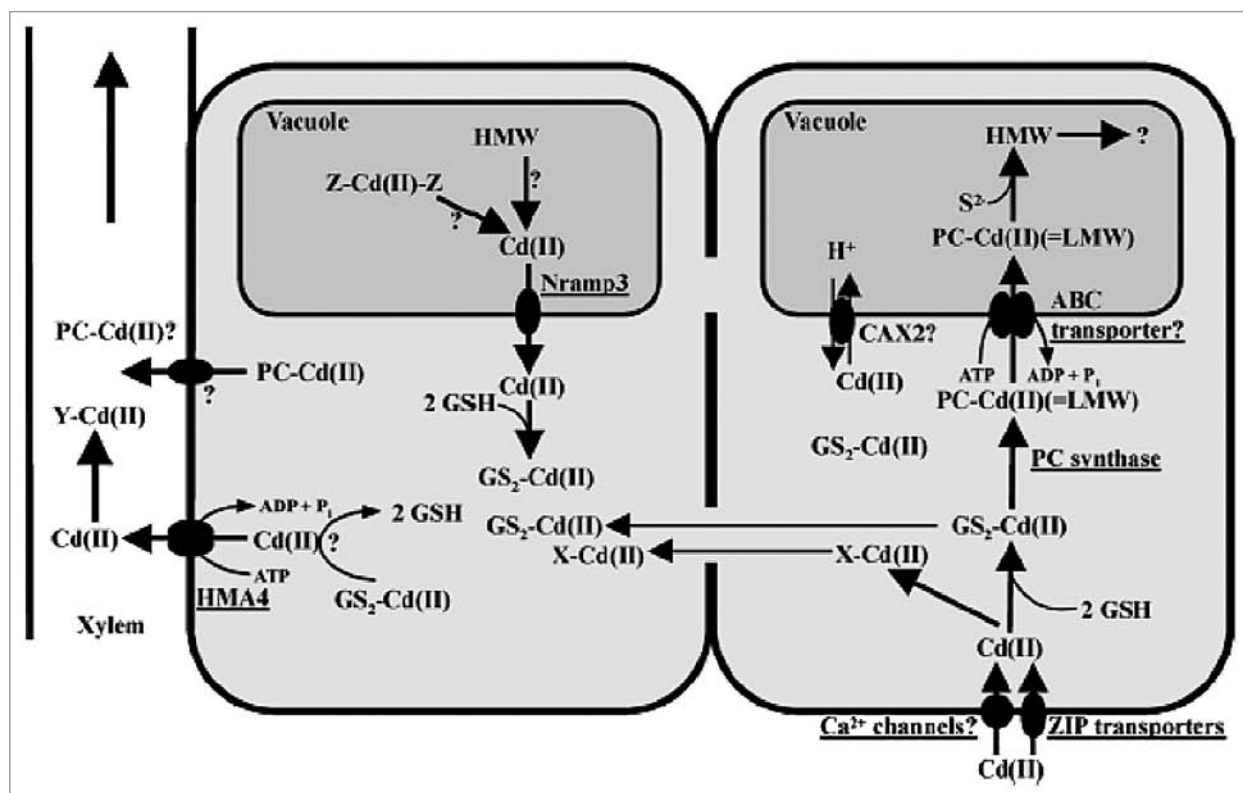 Vacuole
HMW
?
Z-Cd(II)-Z
?
Cd(II)
Nramp3
Cd(II)
2 GSH
GS₂-Cd(II)
PC-Cd(II)?
PC-Cd(II)
?
Y-Cd(II)
Cd(II)
ADP + P₁
Cd(II)?
2 GSH
ATP
HMA4
GS₂-Cd(II)
Xylem
GS₂-Cd(II)
X-Cd(II)
Vacuole
HMW
?
S²⁻
PC-Cd(II)(=LMW)
H⁺
CAX2?
Cd(II)
ABC
transporter?
ATP
ADP + P₁
PC-Cd(II)(=LMW)
GS₂-Cd(II)
PC synthase
GS₂-Cd(II)
X-Cd(II)
2 GSH
Cd(II)
Ca²⁺ channels?
ZIP transporters
Cd(II)